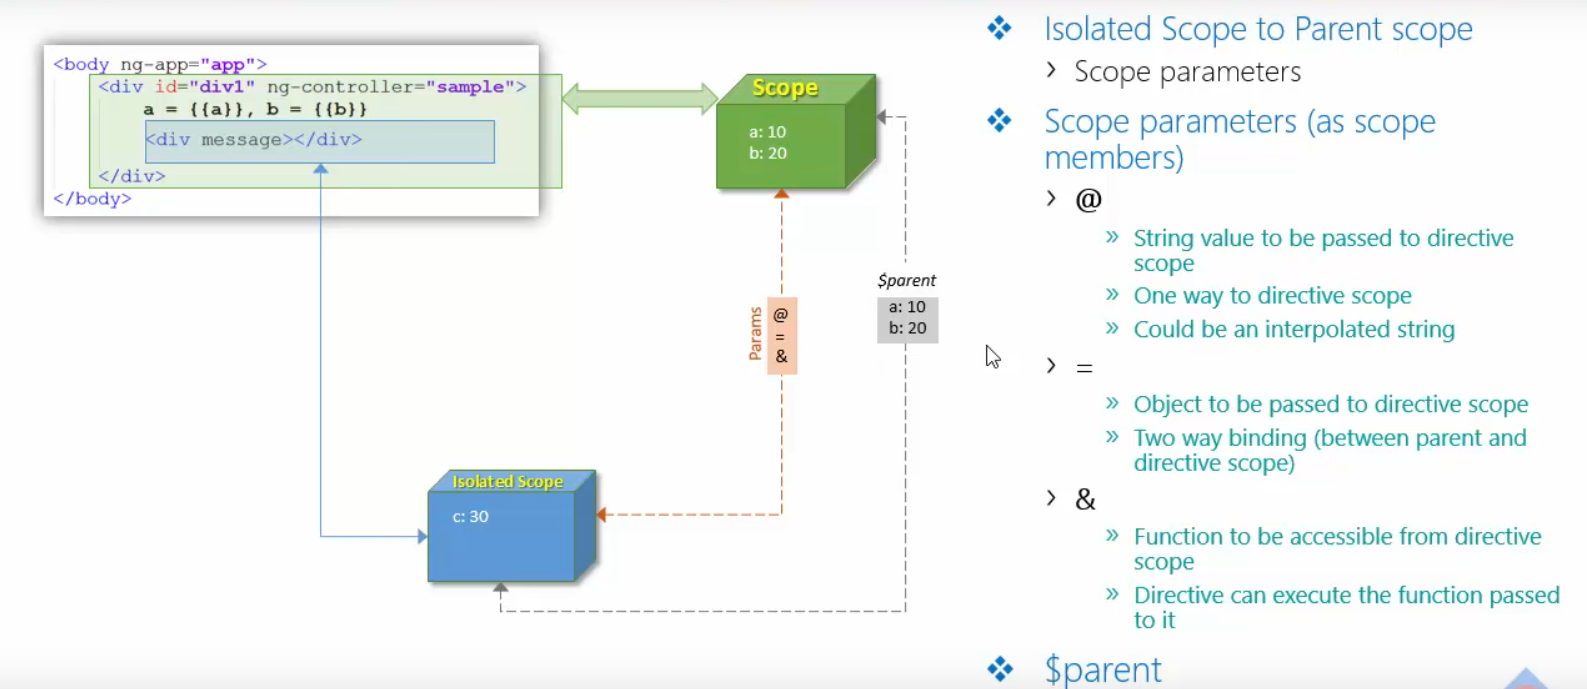 <body ng-app="app">
<div id="div1" ng-controller="sample">
a = {{a}}, b = {{b}}
<div message></div>
</div>
</body>
Scope
a: 10
b: 20
$parent
a: 10
b: 20
Params
@
=
&
Isolated Scope
c: 30
Isolated Scope to Parent scope
Scope parameters
Scope parameters (as scope
members)
@
String value to be passed to directive
scope
One way to directive scope
Could be an interpolated string
=
Object to be passed to directive scope
Two way binding (between parent and
directive scope)
&
Function to be accessible from directive
scope
Directive can execute the function passed
to it
$parent